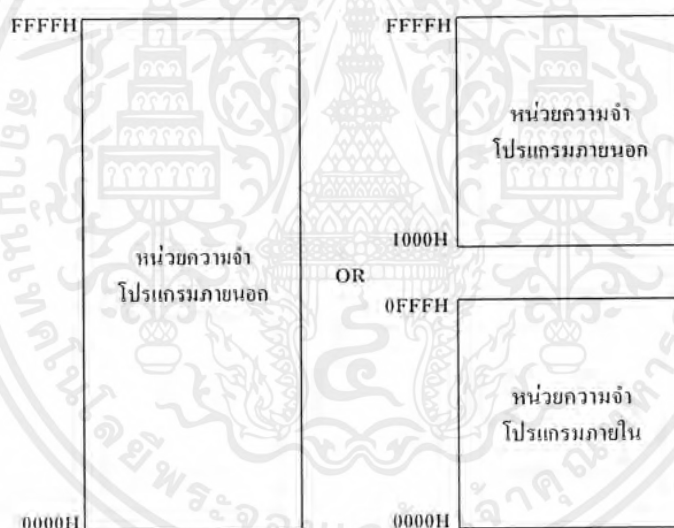 FFFFH
หน่วยความจำ
โปรแกรมภายนอก
0000H
OR
FFFFH
หน่วยความจำ
โปรแกรมภายนอก
1000H
0FFFH
หน่วยความจำ
โปรแกรมภายใน
0000H